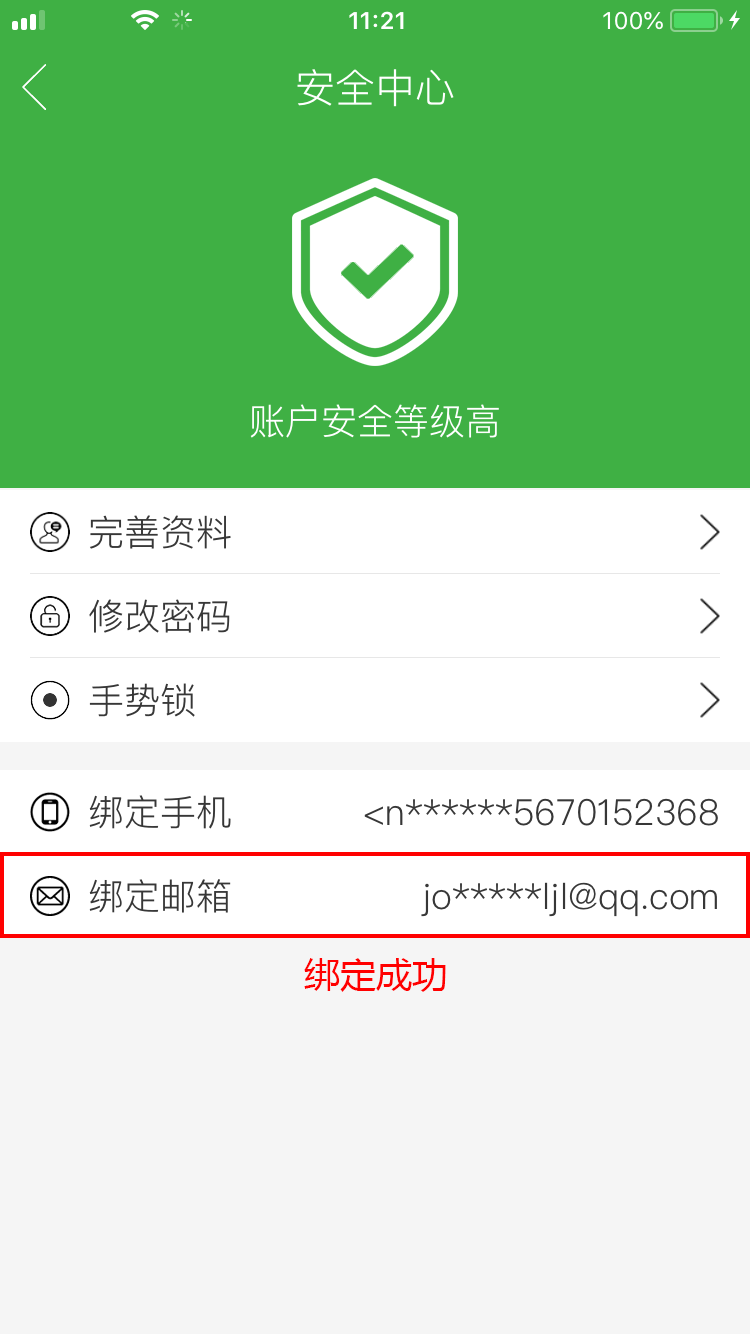 11:21 100%
安全中心
账户安全等级高
完善资料
修改密码
手势锁
绑定手机 <n******5670152368
绑定邮箱 jo*****ljl@qq.com
绑定成功